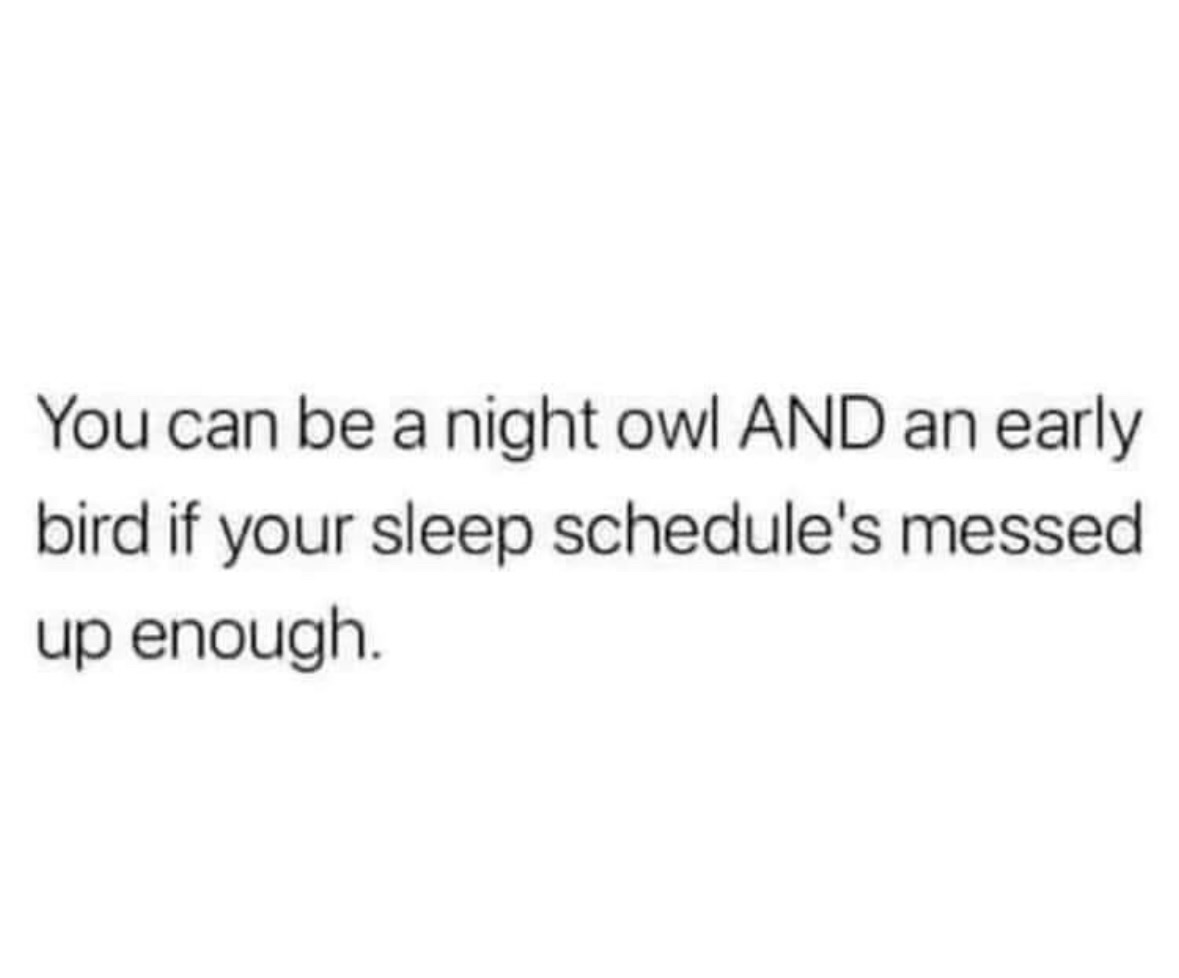 You can be a night owl AND an early
bird if your sleep schedule's messed
up enough.